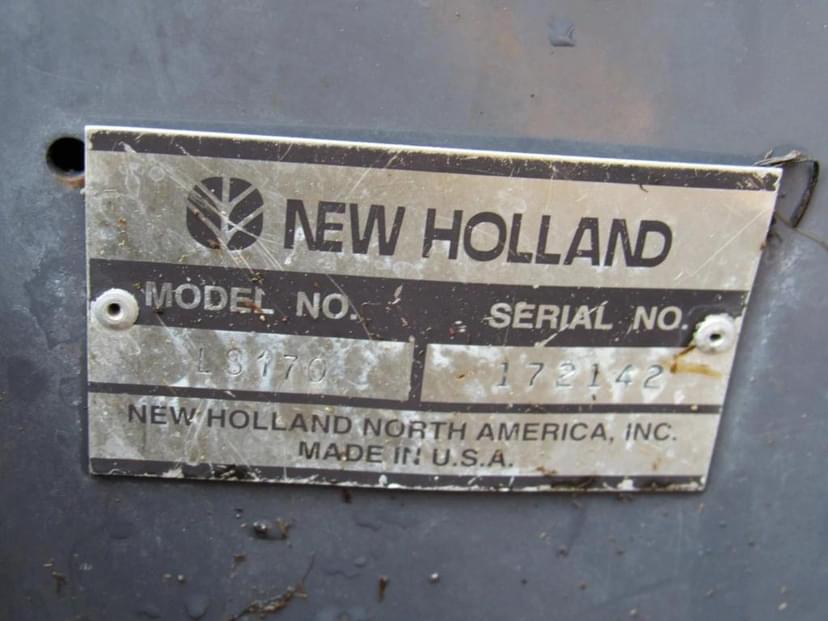 NEW HOLLAND
MODEL NO. SERIAL NO.
LS170 172142
NEW HOLLAND NORTH AMERICA, INC.
MADE IN U.S.A.